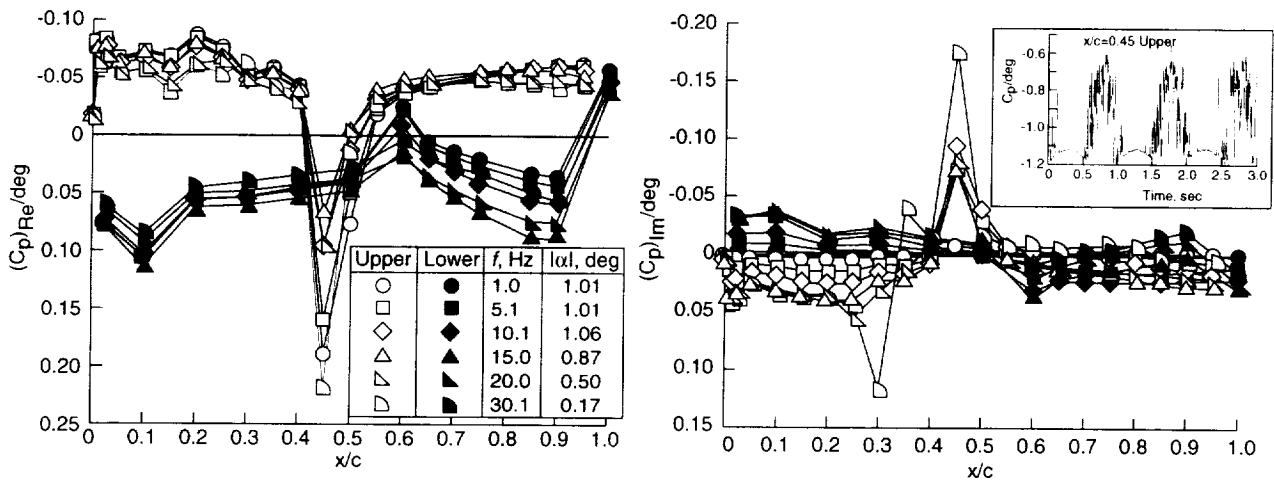 -0.10
-0.05
0
0.05
0.10
0.15
0.20
0.25
(Cp)Re/deg
0 0.1 0.2 0.3 0.4 0.5 0.6 0.7 0.8 0.9 1.0
x/c
Upper Lower f, Hz |α|, deg
1.0 1.01
5.1 1.01
10.1 1.06
15.0 0.87
20.0 0.50
30.1 0.17
-0.20
-0.15
-0.10
-0.05
0
0.05
0.10
0.15
(Cp)Im/deg
0 0.1 0.2 0.3 0.4 0.5 0.6 0.7 0.8 0.9 1.0
x/c
x/c=0.45 Upper
-0.6
-0.8
-1.0
-1.2
Cp/deg
0 0.5 1.0 1.5 2.0 2.5 3.0
Time. sec